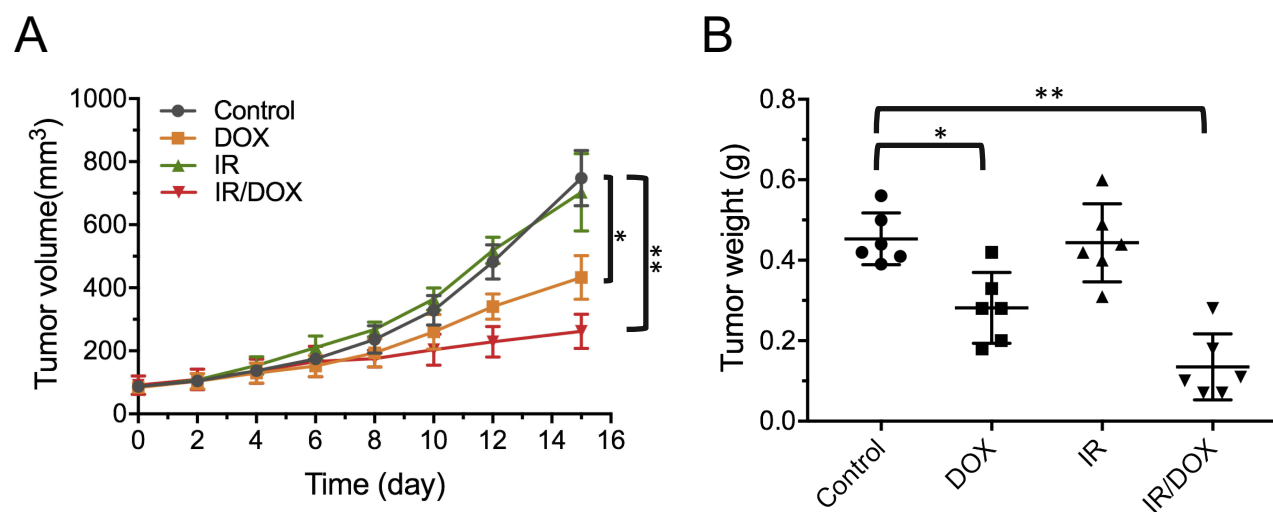 A
Tumor volume(mm³)
1000
800
600
400
200
0
Control
DOX
IR
IR/DOX
*
**
0 2 4 6 8 10 12 14 16
Time (day)
B
Tumor weight (g)
0.8
0.6
0.4
0.2
0.0
**
*
Control
DOX
IR
IR/DOX